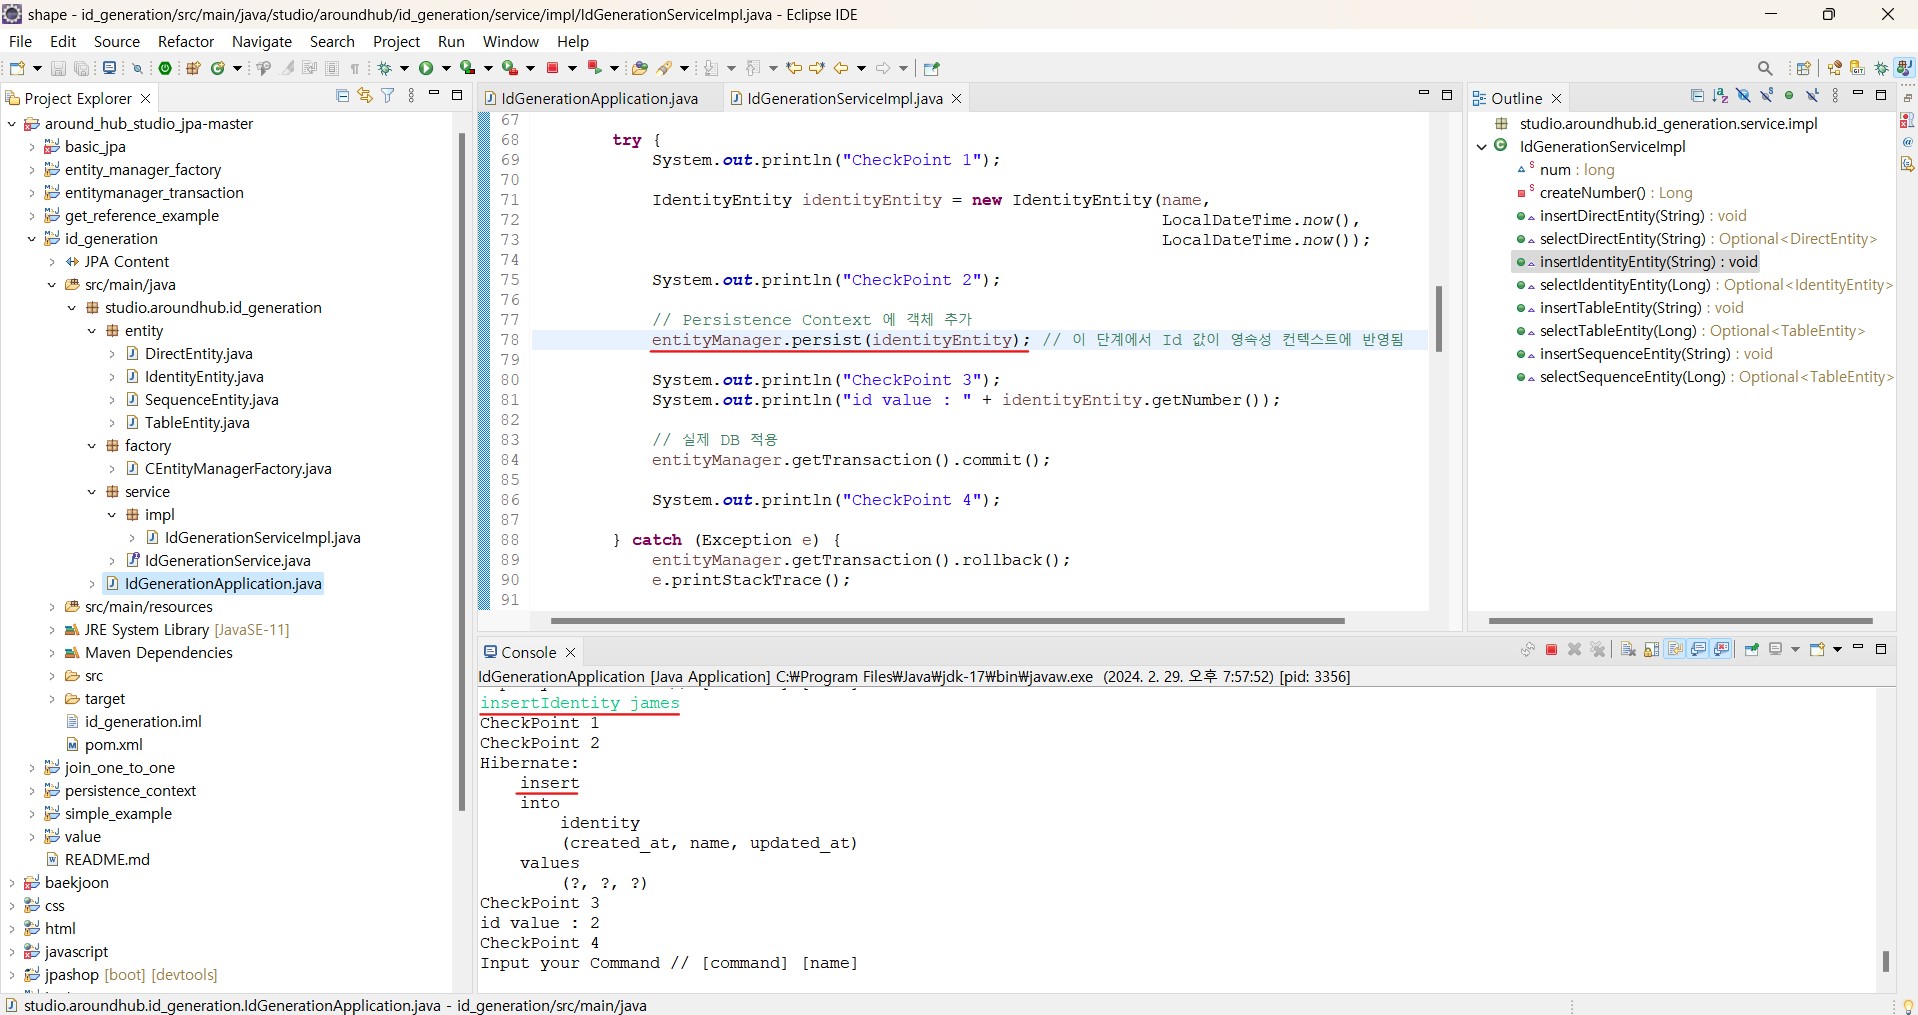 shape - id_generation/src/main/java/studio/aroundhub/id_generation/service/impl/IdGenerationServiceImpl.java - Eclipse IDE
File Edit Source Refactor Navigate Search Project Run Window Help
Project Explorer
around_hub_studio_jpa-master
basic_jpa
entity_manager_factory
entitymanager_transaction
get_reference_example
id_generation
JPA Content
src/main/java
studio.aroundhub.id_generation
entity
DirectEntity.java
IdentityEntity.java
SequenceEntity.java
TableEntity.java
factory
CEntityManagerFactory.java
service
impl
IdGenerationServiceImpl.java
IdGenerationService.java
IdGenerationApplication.java
src/main/resources
JRE System Library [JavaSE-11]
Maven Dependencies
src
target
id_generation.iml
pom.xml
join_one_to_one
persistence_context
simple_example
value
README.md
baekjoon
css
html
javascript
jpashop [boot] [devtools]
IdGenerationApplication.java IdGenerationServiceImpl.java
67
68 try {
69 System.out.println("CheckPoint 1");
70
71 IdentityEntity identityEntity = new IdentityEntity(name,
72 LocalDateTime.now(),
73 LocalDateTime.now());
74
75 System.out.println("CheckPoint 2");
76
77 // Persistence Context 에 객체 추가
78 entityManager.persist(identityEntity); // 이 단계에서 Id 값이 영속성 컨텍스트에 반영됨
79
80 System.out.println("CheckPoint 3");
81 System.out.println("id value : " + identityEntity.getNumber());
82
83 // 실제 DB 적용
84 entityManager.getTransaction().commit();
85
86 System.out.println("CheckPoint 4");
87
88 } catch (Exception e) {
89 entityManager.getTransaction().rollback();
90 e.printStackTrace();
91
Outline
studio.aroundhub.id_generation.service.impl
IdGenerationServiceImpl
num : long
createNumber() : Long
insertDirectEntity(String) : void
selectDirectEntity(String) : Optional<DirectEntity>
insertIdentityEntity(String) : void
selectIdentityEntity(Long) : Optional<IdentityEntity>
insertTableEntity(String) : void
selectTableEntity(Long) : Optional<TableEntity>
insertSequenceEntity(String) : void
selectSequenceEntity(Long) : Optional<TableEntity>
Console
IdGenerationApplication [Java Application] C:₩Program Files₩Java₩jdk-17₩bin₩javaw.exe (2024. 2. 29. 오후 7:57:52) [pid: 3356]
insertIdentity james
CheckPoint 1
CheckPoint 2
Hibernate:
insert
into
identity
(created_at, name, updated_at)
values
(?, ?, ?)
CheckPoint 3
id value : 2
CheckPoint 4
Input your Command // [command] [name]
studio.aroundhub.id_generation.IdGenerationApplication.java - id_generation/src/main/java